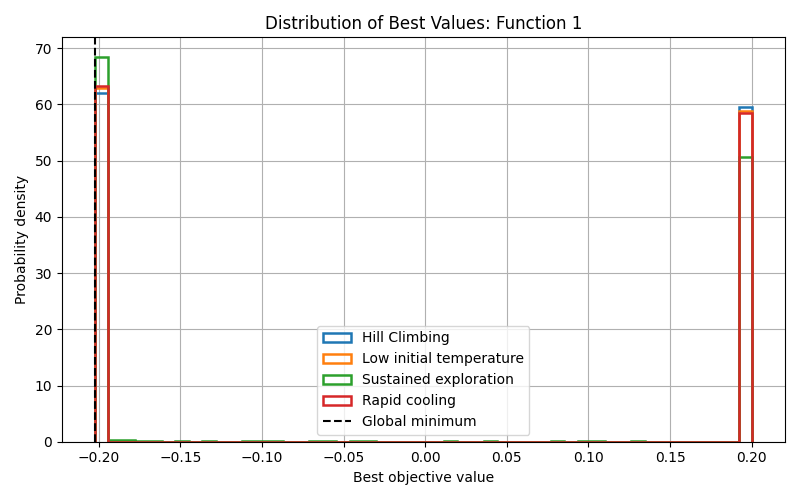 Distribution of Best Values: Function 1
Probability density
70
60
50
40
30
20
10
0
Hill Climbing
Low initial temperature
Sustained exploration
Rapid cooling
Global minimum
−0.20 −0.15 −0.10 −0.05 0.00 0.05 0.10 0.15 0.20
Best objective value